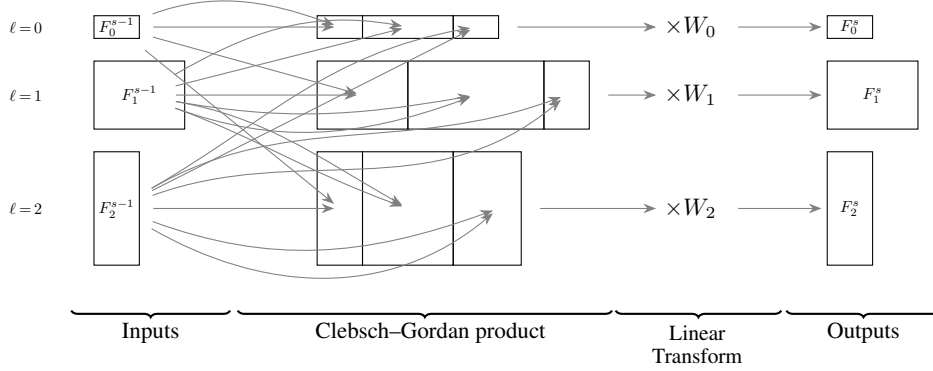 ℓ=0
F_0^{s−1}
×W_0
F_0^s
ℓ=1
F_1^{s−1}
×W_1
F_1^s
ℓ=2
F_2^{s−1}
×W_2
F_2^s
Inputs
Clebsch–Gordan product
Linear
Transform
Outputs